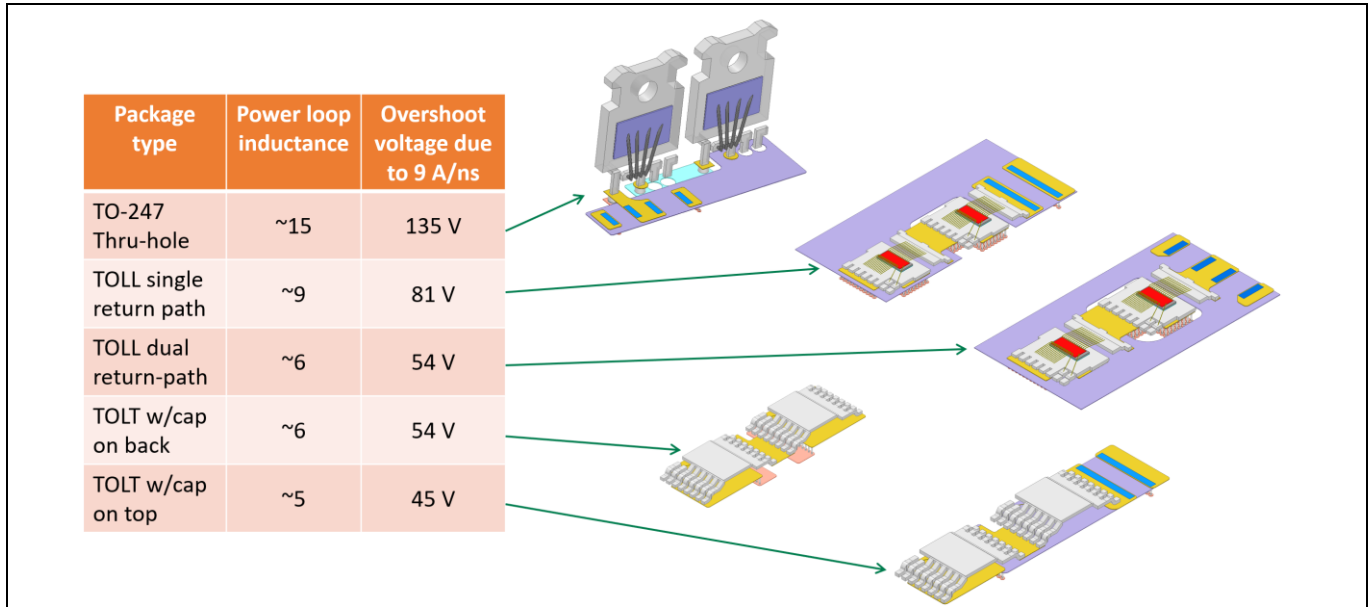 Package
type
Power loop
inductance
Overshoot
voltage due
to 9 A/ns
TO-247
Thru-hole
~15
135 V
TOLL single
return path
~9
81 V
TOLL dual
return-path
~6
54 V
TOLT w/cap
on back
~6
54 V
TOLT w/cap
on top
~5
45 V